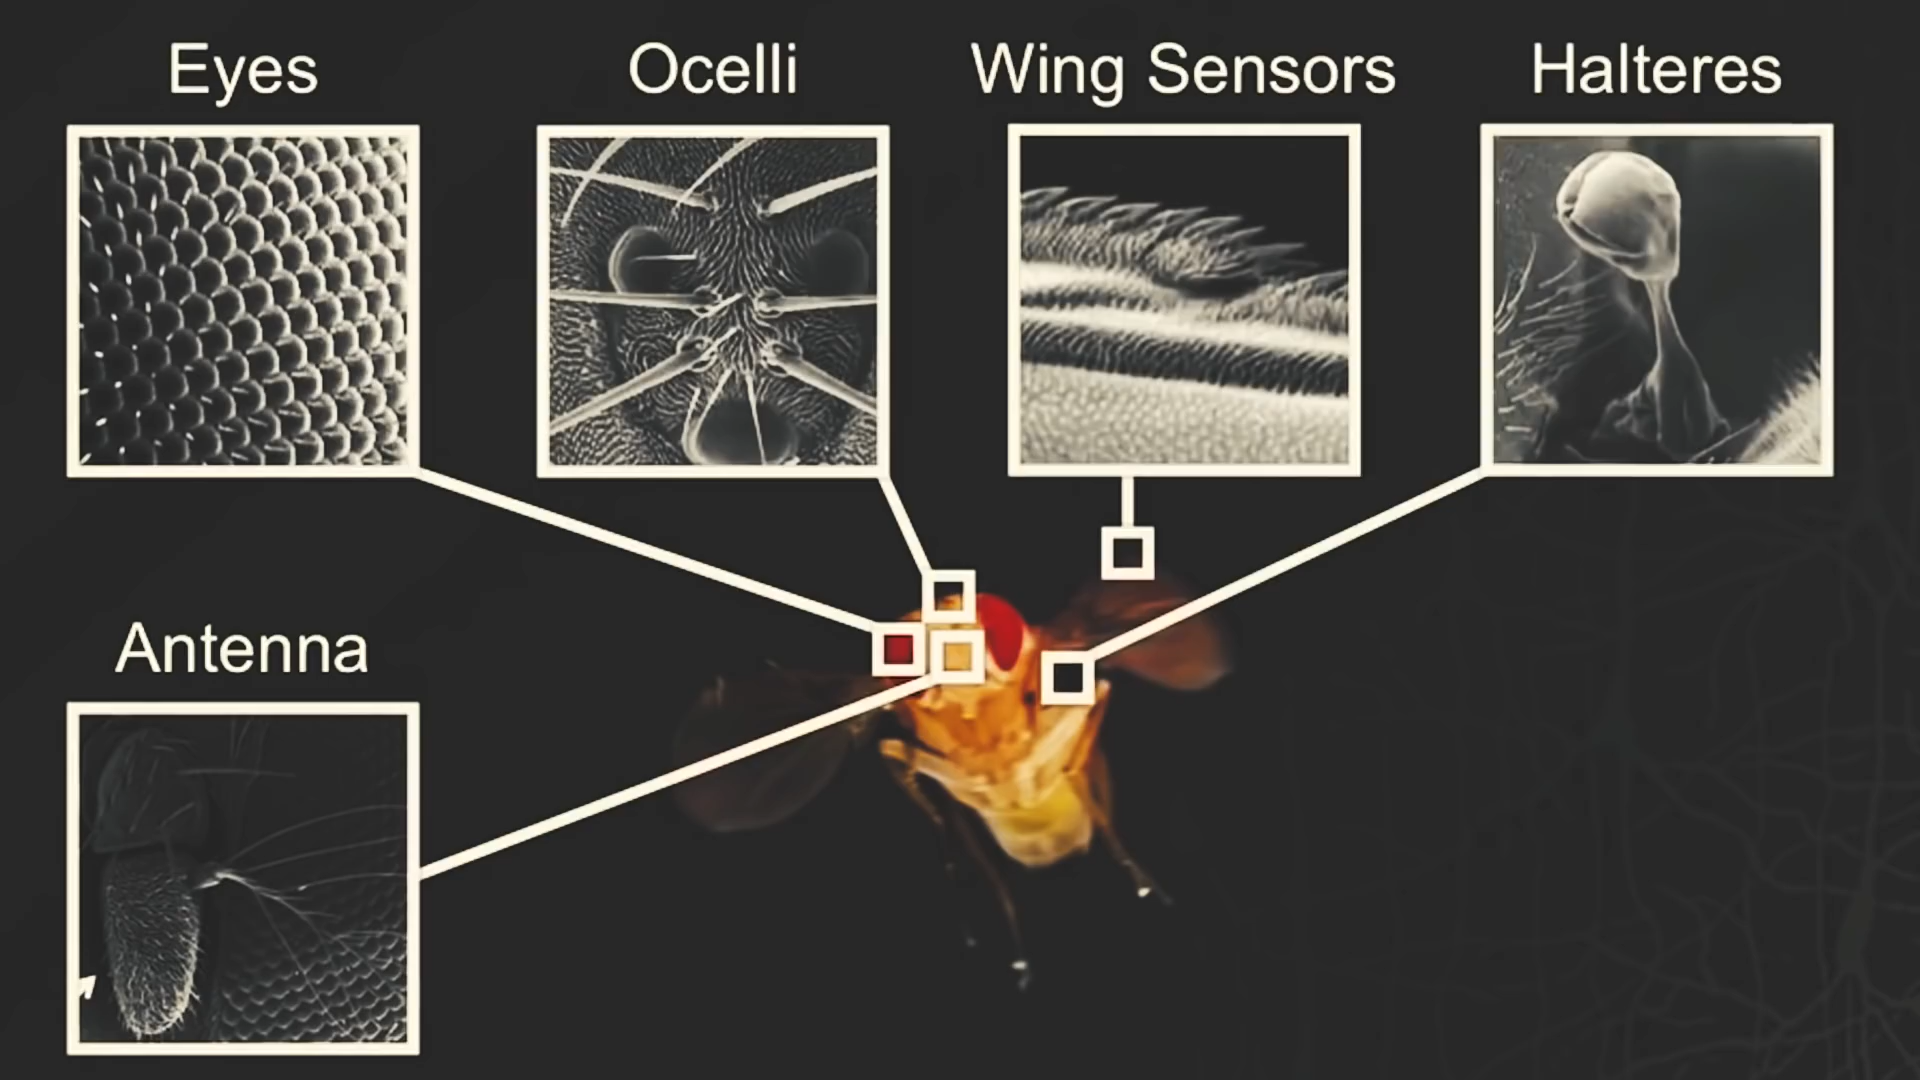 Eyes
Ocelli
Wing Sensors
Halteres
Antenna